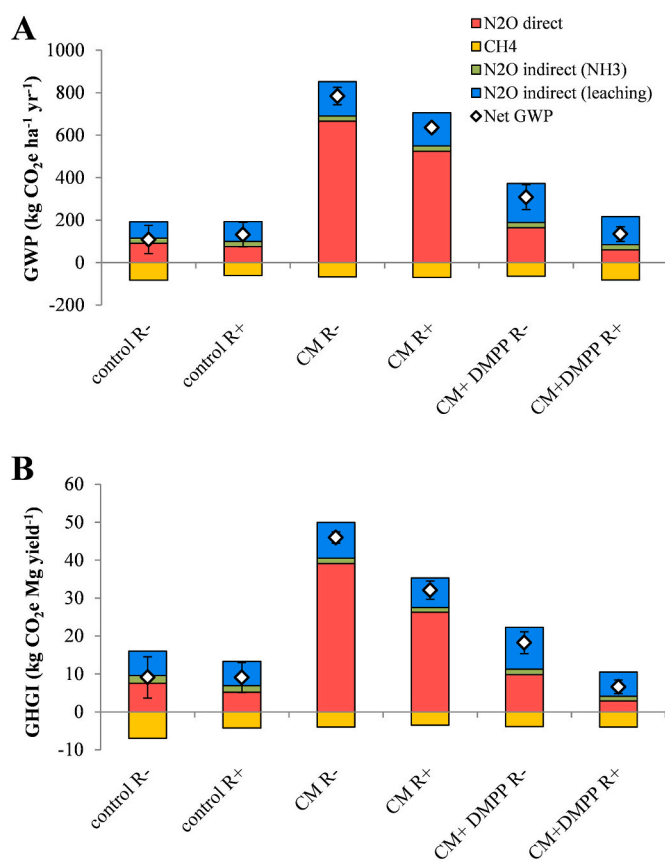 A
N2O direct
CH4
N2O indirect (NH3)
N2O indirect (leaching)
Net GWP
GWP (kg CO₂e ha⁻¹ yr⁻¹)
1000
800
600
400
200
0
-200
control R-
control R+
CM R-
CM R+
CM+ DMPP R-
CM+DMPP R+
B
GHGI (kg CO₂e Mg yield⁻¹)
60
50
40
30
20
10
0
-10
control R-
control R+
CM R-
CM R+
CM+ DMPP R-
CM+DMPP R+